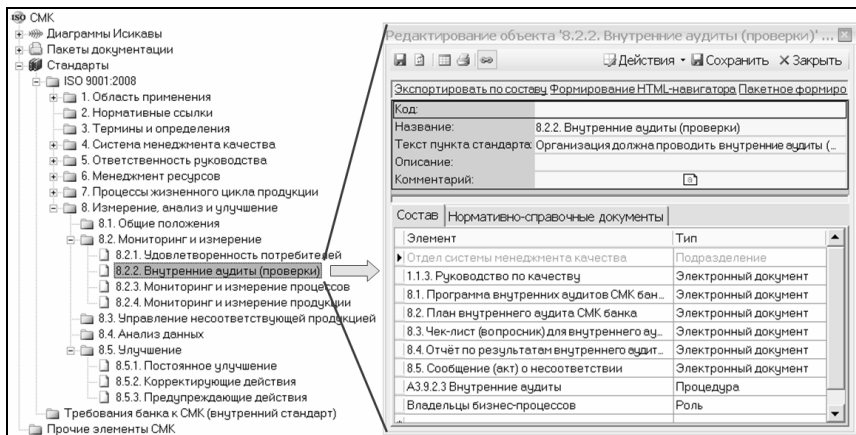 ISO СМК
Диаграммы Исикавы
Пакеты документации
Стандарты
ISO 9001:2008
1. Область применения
2. Нормативные ссылки
3. Термины и определения
4. Система менеджмента качества
5. Ответственность руководства
6. Менеджмент ресурсов
7. Процессы жизненного цикла продукции
8. Измерение, анализ и улучшение
8.1. Общие положения
8.2. Мониторинг и измерение
8.2.1. Удовлетворенность потребителей
8.2.2. Внутренние аудиты (проверки)
8.2.3. Мониторинг и измерение процессов
8.2.4. Мониторинг и измерение продукции
8.3. Управление несоответствующей продукцией
8.4. Анализ данных
8.5. Улучшение
8.5.1. Постоянное улучшение
8.5.2. Корректирующие действия
8.5.3. Предупреждающие действия
Требования банка к СМК (внутренний стандарт)
Прочие элементы СМК
Редактирование объекта '8.2.2. Внутренние аудиты (проверки)' ...
Действия Сохранить Закрыть
Экспортировать по составу Формирование HTML-навигатора Пакетное формиро
Код:
Название: 8.2.2. Внутренние аудиты (проверки)
Текст пункта стандарта: Организация должна проводить внутренние аудиты (...
Описание:
Комментарий:
Состав Нормативно-справочные документы
Элемент Тип
Отдел системы менеджмента качества Подразделение
1.1.3. Руководство по качеству Электронный документ
8.1. Программа внутренних аудитов СМК бан... Электронный документ
8.2. План внутреннего аудита СМК банка Электронный документ
8.3. Чек-лист (вопросник) для внутреннего ау... Электронный документ
8.4. Отчёт по результатам внутреннего аудит... Электронный документ
8.5. Сообщение (акт) о несоответствии Электронный документ
A3.9.2.3 Внутренние аудиты Процедура
Владельцы бизнес-процессов Роль